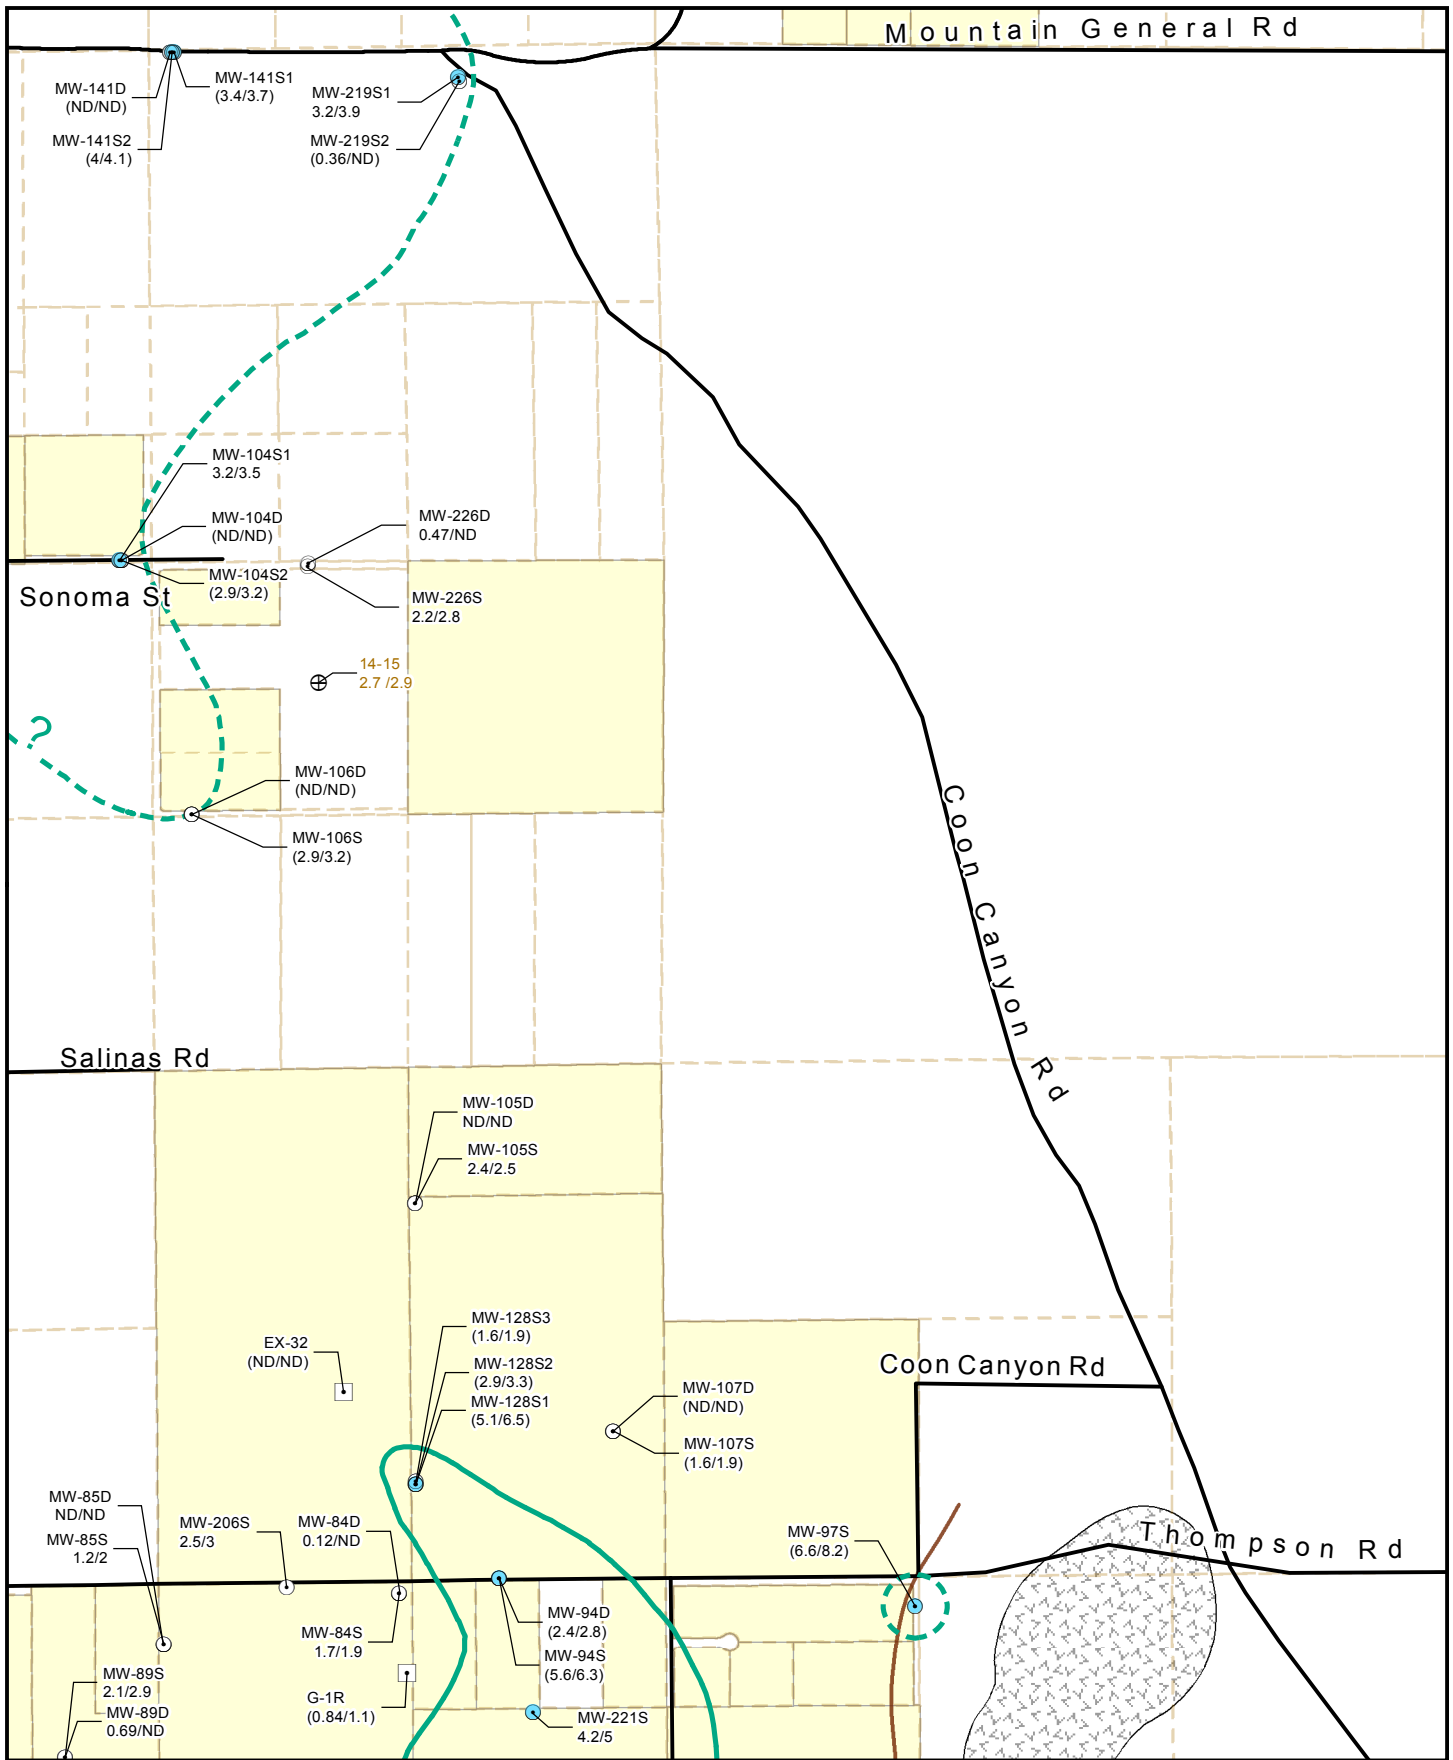 Mountain General Rd
MW-141D
(ND/ND)
MW-141S1
(3.4/3.7)
MW-141S2
(4/4.1)
MW-219S1
3.2/3.9
MW-219S2
(0.36/ND)
MW-104S1
3.2/3.5
MW-104D
(ND/ND)
MW-104S2
(2.9/3.2)
Sonoma St
MW-226D
0.47/ND
MW-226S
2.2/2.8
14-15
2.7 /2.9
?
MW-106D
(ND/ND)
MW-106S
(2.9/3.2)
Coon Canyon Rd
Salinas Rd
MW-105D
ND/ND
MW-105S
2.4/2.5
EX-32
(ND/ND)
MW-128S3
(1.6/1.9)
MW-128S2
(2.9/3.3)
MW-128S1
(5.1/6.5)
MW-107D
(ND/ND)
MW-107S
(1.6/1.9)
Coon Canyon Rd
MW-85D
ND/ND
MW-85S
1.2/2
MW-206S
2.5/3
MW-84D
0.12/ND
MW-97S
(6.6/8.2)
Thompson Rd
MW-84S
1.7/1.9
MW-94D
(2.4/2.8)
MW-94S
(5.6/6.3)
MW-89S
2.1/2.9
MW-89D
0.69/ND
G-1R
(0.84/1.1)
MW-221S
4.2/5